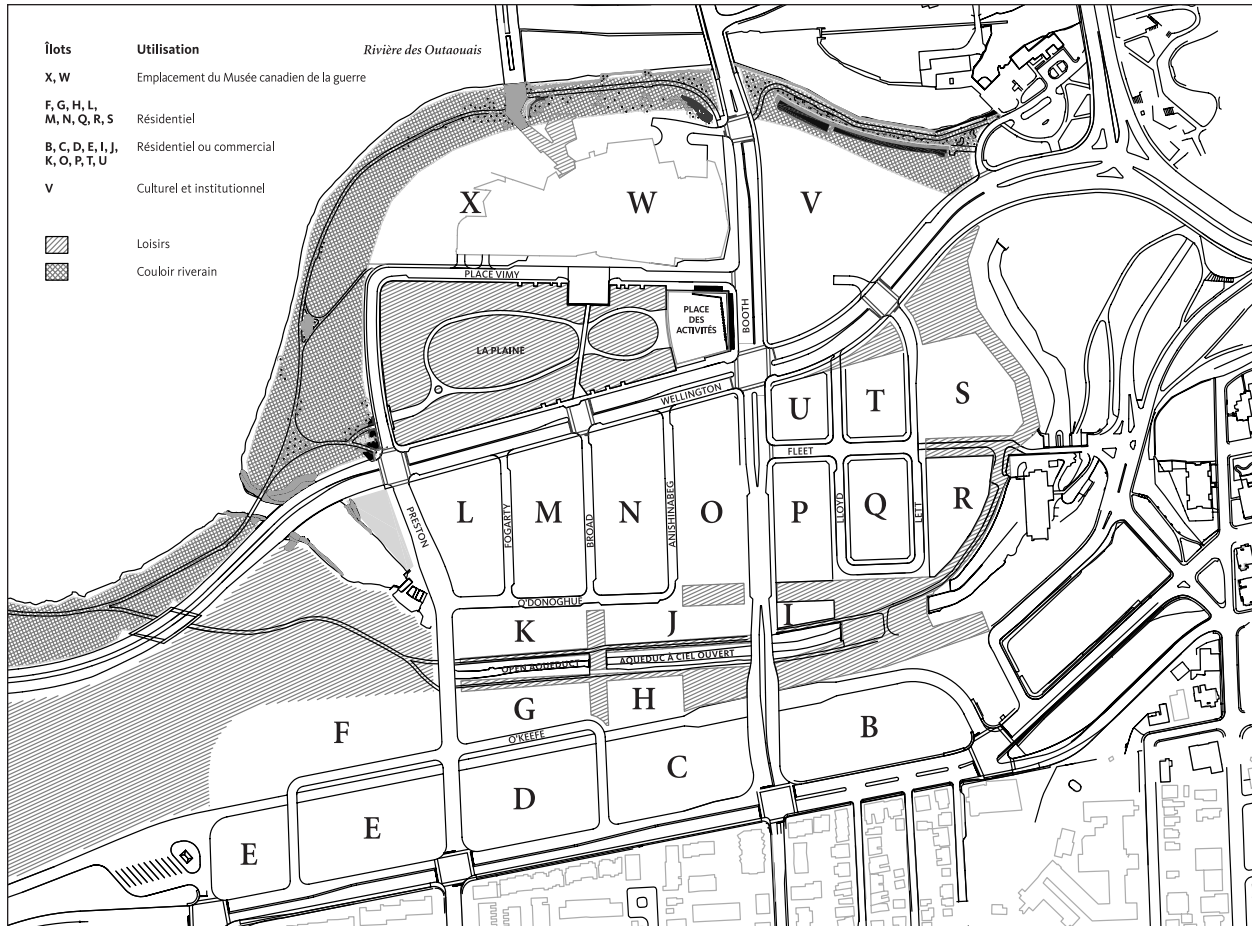 Îlots Utilisation Rivière des Outaouais
X, W Emplacement du Musée canadien de la guerre
F, G, H, L,
M, N, Q, R, S Résidentiel
B, C, D, E, I, J, Résidentiel ou commercial
K, O, P, T, U
V Culturel et institutionnel
Loisirs
Couloir riverain
X W V
PLACE VIMY
BOOTH
PLACE
DES
ACTIVITÉS
LA PLAINE
WELLINGTON
U T S
FLEET
PRESTON
L
FOGARTY
M
BROAD
N
ANISHINABEG
O
P
LLOYD
Q
LETT
R
O'DONOGHUE
K J I
OPEN AQUEDUCT
AQUEDUC À CIEL OUVERT
F G H
O'KEEFE
B
C
D
E
E